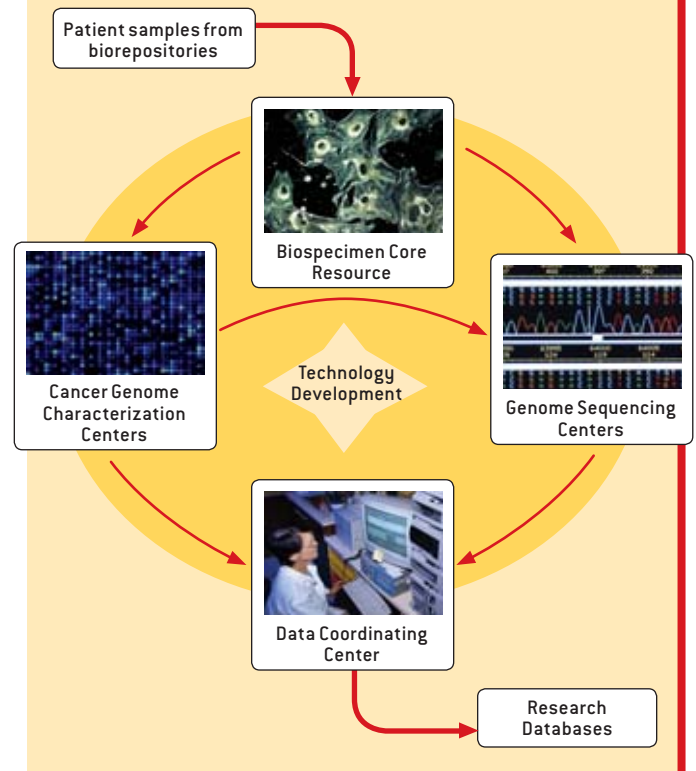 Patient samples from
biorepositories
Biospecimen Core
Resource
Cancer Genome
Characterization
Centers
Technology
Development
Genome Sequencing
Centers
Data Coordinating
Center
Research
Databases